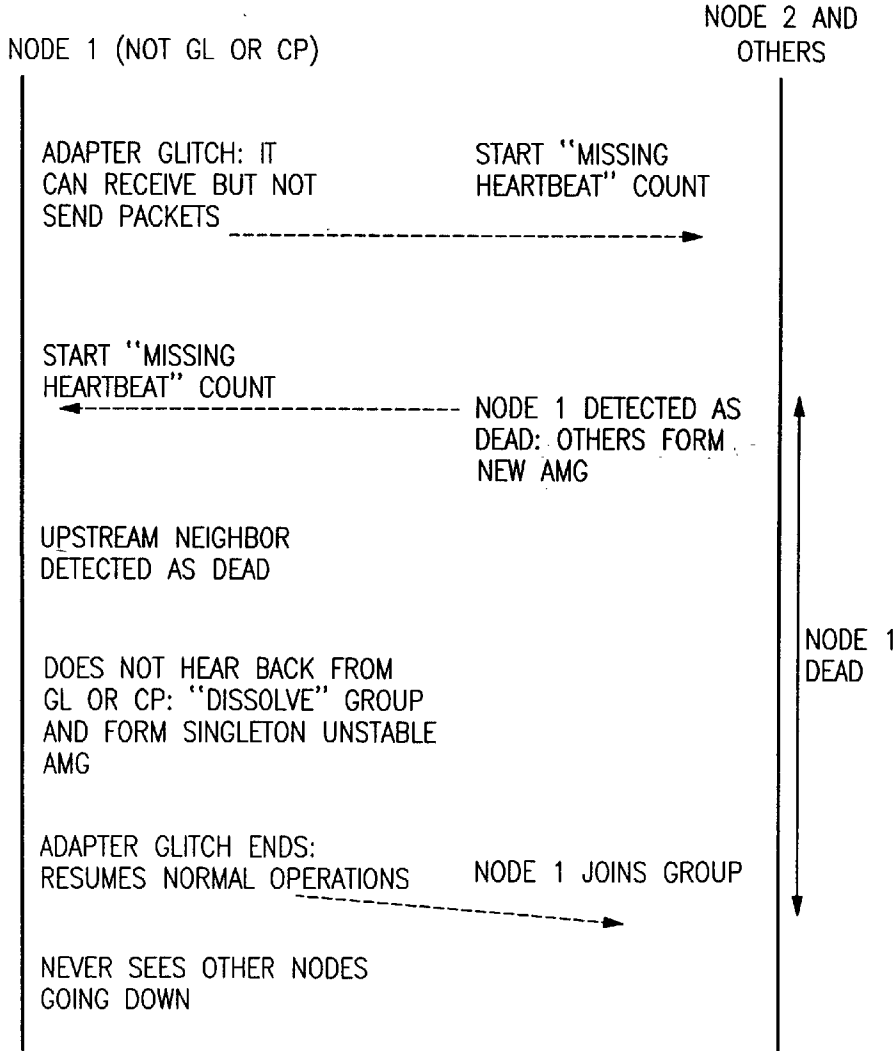 NODE 1 (NOT GL OR CP)
NODE 2 AND
OTHERS
ADAPTER GLITCH: IT
CAN RECEIVE BUT NOT
SEND PACKETS
START ``MISSING
HEARTBEAT'' COUNT
START ``MISSING
HEARTBEAT'' COUNT
NODE 1 DETECTED AS
DEAD: OTHERS FORM
NEW AMG
UPSTREAM NEIGHBOR
DETECTED AS DEAD
NODE 1
DEAD
DOES NOT HEAR BACK FROM
GL OR CP: ``DISSOLVE'' GROUP
AND FORM SINGLETON UNSTABLE
AMG
ADAPTER GLITCH ENDS:
RESUMES NORMAL OPERATIONS
NODE 1 JOINS GROUP
NEVER SEES OTHER NODES
GOING DOWN